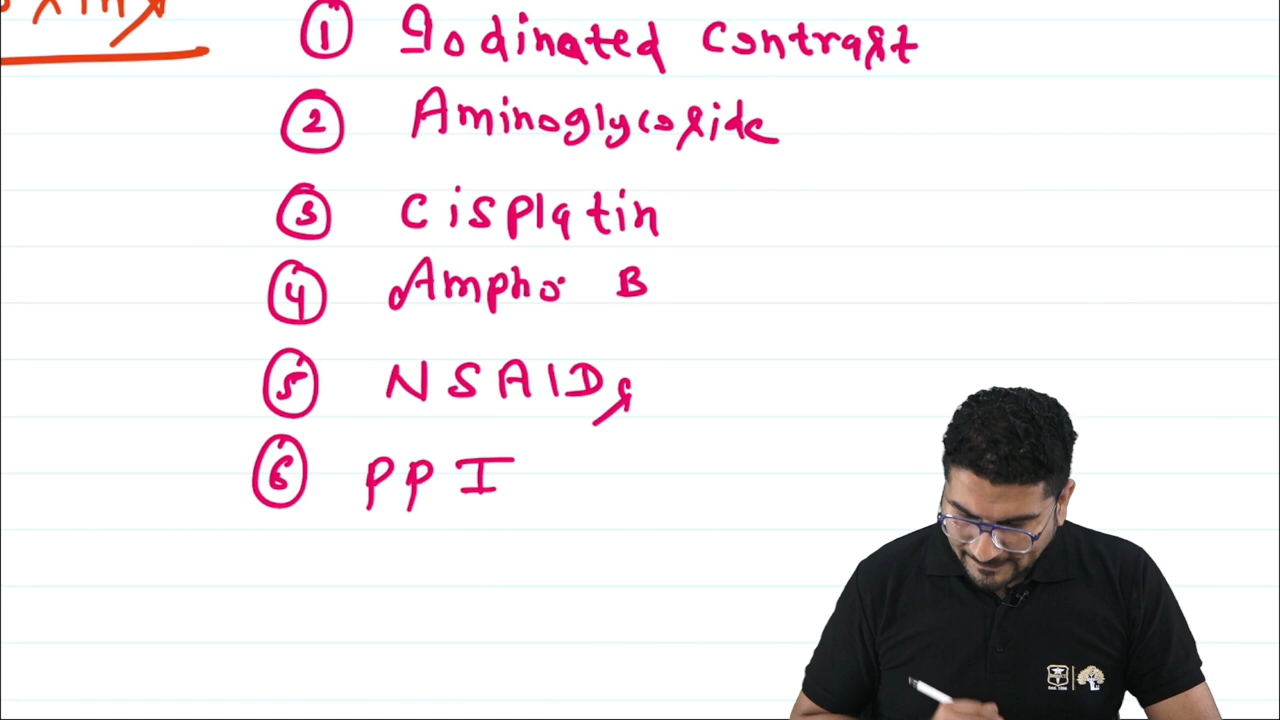 ① Iodinated contrast
② Aminoglycoside
③ Cisplatin
④ Ampho B
⑤ NSAIDs
⑥ PPI